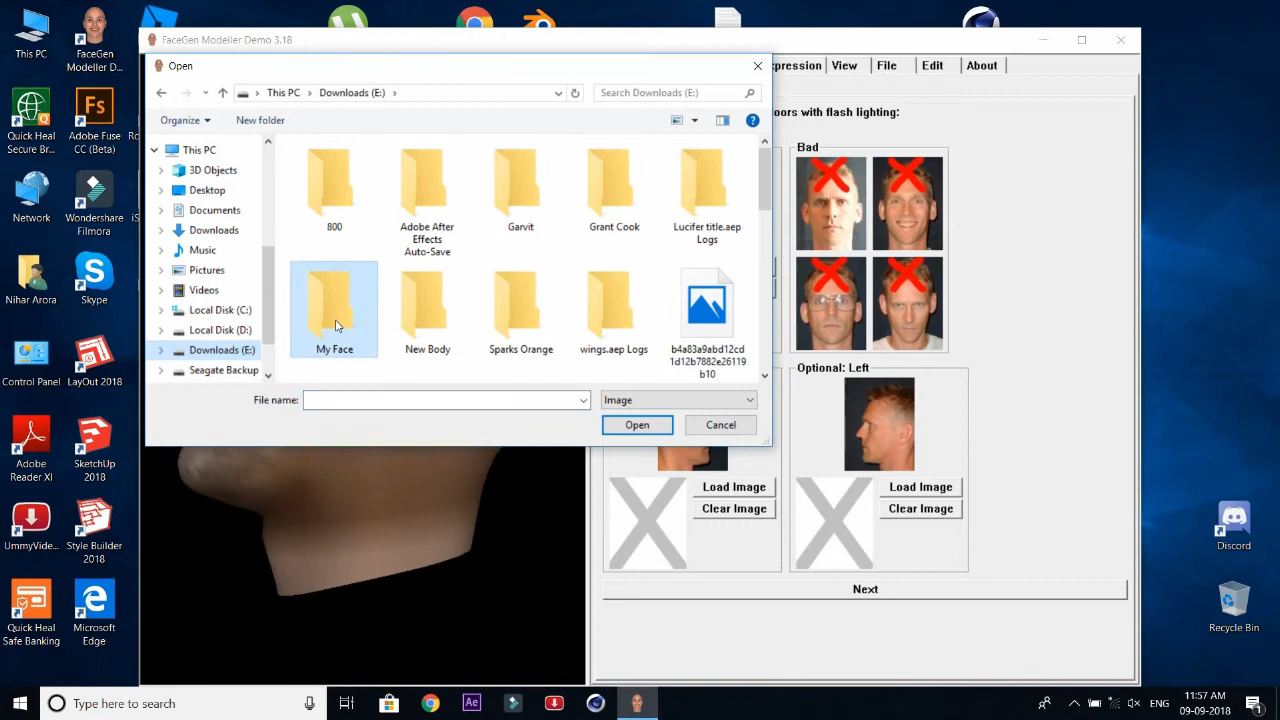 This PC
FaceGen
Modeller D...
Quick Heal
Secure Br...
Adobe Fuse
CC (Beta)
Network
Wondershare
Filmora
Nihar Arora
Skype
Control Panel
LayOut 2018
Adobe
Reader XI
SketchUp
2018
UmmyVide...
Style Builder
2018
Quick Heal
Safe Banking
Microsoft
Edge
FaceGen Modeller Demo 3.18
Open
This PC
Downloads (E:)
Search Downloads (E:)
Organize
New folder
This PC
3D Objects
Desktop
Documents
Downloads
Music
Pictures
Videos
Local Disk (C:)
Local Disk (D:)
Downloads (E:)
Seagate Backup
800
Adobe After
Effects
Auto-Save
Garvit
Grant Cook
Lucifer title.aep
Logs
My Face
New Body
Sparks Orange
wings.aep Logs
b4a83a9abd12cd
1d12b7882e26119
b10
File name:
Image
Open
Cancel
xpression
View
File
Edit
About
oors with flash lighting:
Bad
Optional: Left
Load Image
Clear Image
Load Image
Clear Image
Next
Discord
Recycle Bin
Type here to search
Ae
ENG
11:57 AM
09-09-2018
1